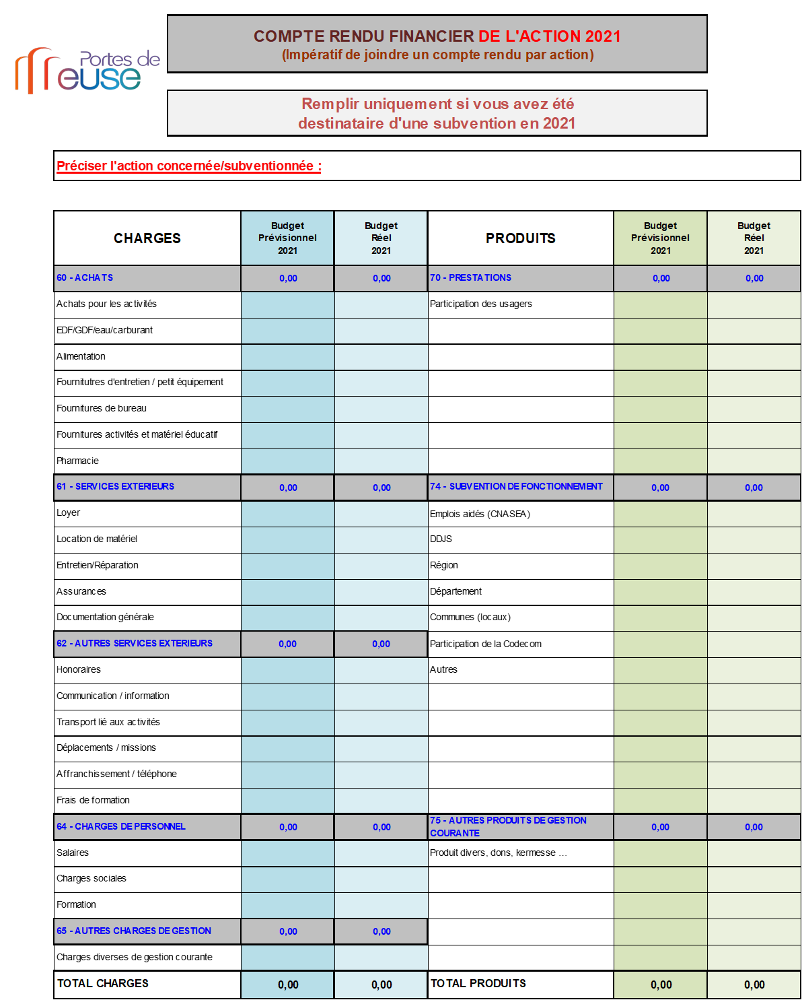 COMPTE RENDU FINANCIER DE L'ACTION 2021
(Impératif de joindre un compte rendu par action)
Portes de
Meuse
Remplir uniquement si vous avez été
destinataire d'une subvention en 2021
Préciser l'action concernée/subventionnée :
CHARGES Budget Prévisionnel 2021 Budget Réel 2021 PRODUITS Budget Prévisionnel 2021 Budget Réel 2021
60 - ACHATS 0,00 0,00 70 - PRESTATIONS 0,00 0,00
Achats pour les activités Participation des usagers
EDF/GDF/eau/carburant
Alimentation
Fournitutres d'entretien / petit équipement
Fournitures de bureau
Fournitures activités et matériel éducatif
Pharmacie
61 - SERVICES EXTERIEURS 0,00 0,00 74 - SUBVENTION DE FONCTIONNEMENT 0,00 0,00
Loyer Emplois aidés (CNASEA)
Location de matériel DDJS
Entretien/Réparation Région
Assurances Département
Documentation générale Communes (locaux)
62 - AUTRES SERVICES EXTERIEURS 0,00 0,00 Participation de la Codecom
Honoraires Autres
Communication / information
Transport lié aux activités
Déplacements / missions
Affranchissement / téléphone
Frais de formation
64 - CHARGES DE PERSONNEL 0,00 0,00 75 - AUTRES PRODUITS DE GESTION COURANTE 0,00 0,00
Salaires Produit divers, dons, kermesse ...
Charges sociales
Formation
65 - AUTRES CHARGES DE GESTION 0,00 0,00
Charges diverses de gestion courante
TOTAL CHARGES 0,00 0,00 TOTAL PRODUITS 0,00 0,00